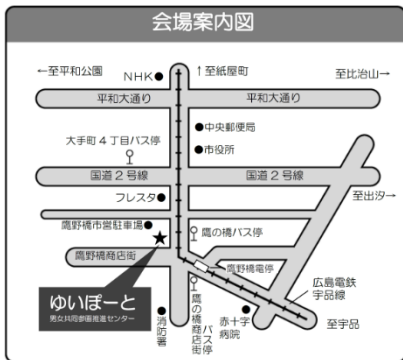 会場案内図
←至平和公園
NHK●
↑至紙屋町
至比治山→
平和大通り
平和大通り
●中央郵便局
大手町4丁目バス停
●市役所
国道2号線
国道2号線
フレスタ●
至出汐→
鷹野橋市営駐車場●
★
鷹の橋バス停
鷹野橋商店街
鷹野橋電停
ゆいぽーと
男女共同参画推進センター
広島電鉄
宇品線
●消防署
鷹の橋商店街バス停
赤十字
病院
至宇品